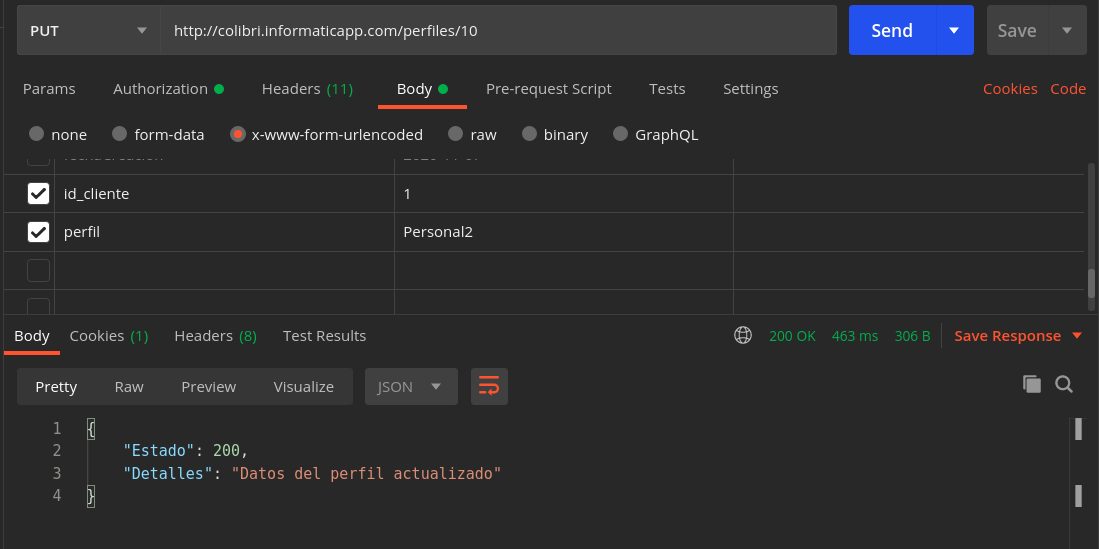 PUT http://colibri.informaticapp.com/perfiles/10 Send Save
Params Authorization Headers (11) Body Pre-request Script Tests Settings Cookies Code
none form-data x-www-form-urlencoded raw binary GraphQL
id_cliente 1
perfil Personal2
Body Cookies (1) Headers (8) Test Results 200 OK 463 ms 306 B Save Response
Pretty Raw Preview Visualize JSON
1 {
2 "Estado": 200,
3 "Detalles": "Datos del perfil actualizado"
4 }